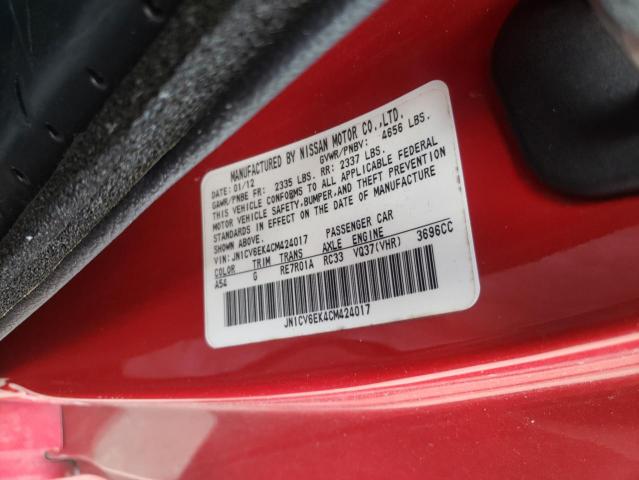 MANUFACTURED BY NISSAN MOTOR CO.,LTD.
DATE: 01/12 GVWR/PNBV: 4656 LBS.
GAWR/PNBE FR: 2335 LBS. RR: 2337 LBS.
THIS VEHICLE CONFORMS TO ALL APPLICABLE FEDERAL
MOTOR VEHICLE SAFETY,BUMPER,AND THEFT PREVENTION
STANDARDS IN EFFECT ON THE DATE OF MANUFACTURE
SHOWN ABOVE.
VIN: JN1CV6EK4CM424017 PASSENGER CAR
COLOR TRIM TRANS AXLE ENGINE
A54 G RE7R01A RC33 VQ37(VHR) 3696CC
JN1CV6EK4CM424017